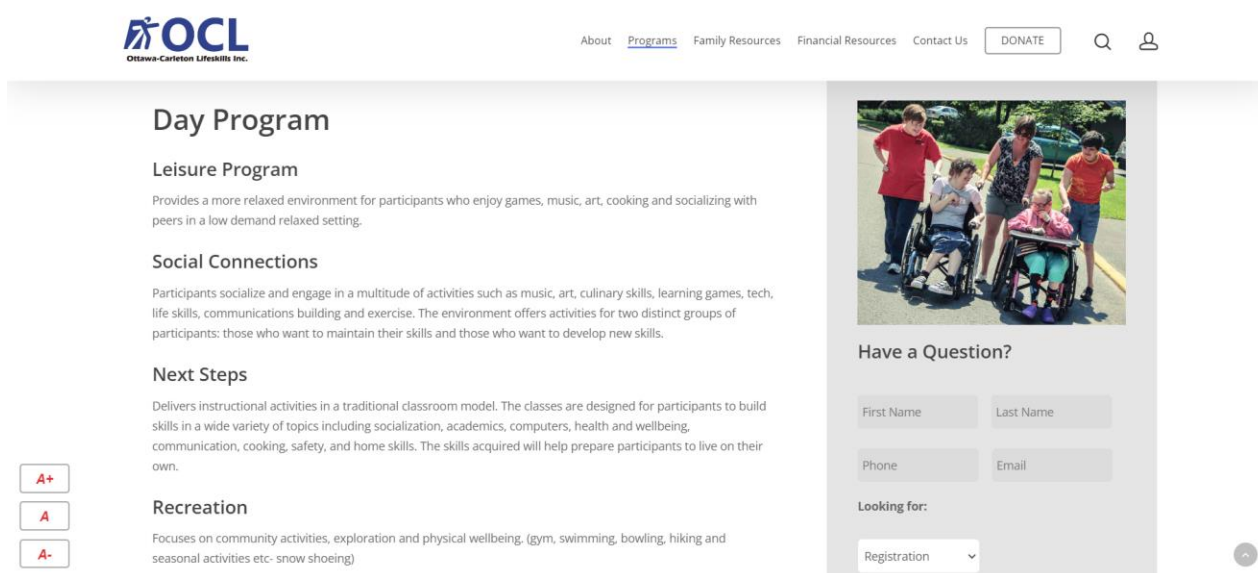 OCL
Ottawa-Carleton Lifeskills Inc.
About Programs Family Resources Financial Resources Contact Us DONATE
Day Program
Leisure Program
Provides a more relaxed environment for participants who enjoy games, music, art, cooking and socializing with
peers in a low demand relaxed setting.
Social Connections
Participants socialize and engage in a multitude of activities such as music, art, culinary skills, learning games, tech,
life skills, communications building and exercise. The environment offers activities for two distinct groups of
participants: those who want to maintain their skills and those who want to develop new skills.
Next Steps
Delivers instructional activities in a traditional classroom model. The classes are designed for participants to build
skills in a wide variety of topics including socialization, academics, computers, health and wellbeing,
communication, cooking, safety, and home skills. The skills acquired will help prepare participants to live on their
own.
Recreation
Focuses on community activities, exploration and physical wellbeing. (gym, swimming, bowling, hiking and
seasonal activities etc- snow shoeing)
Have a Question?
First Name Last Name
Phone Email
Looking for:
Registration
A+
A
A-